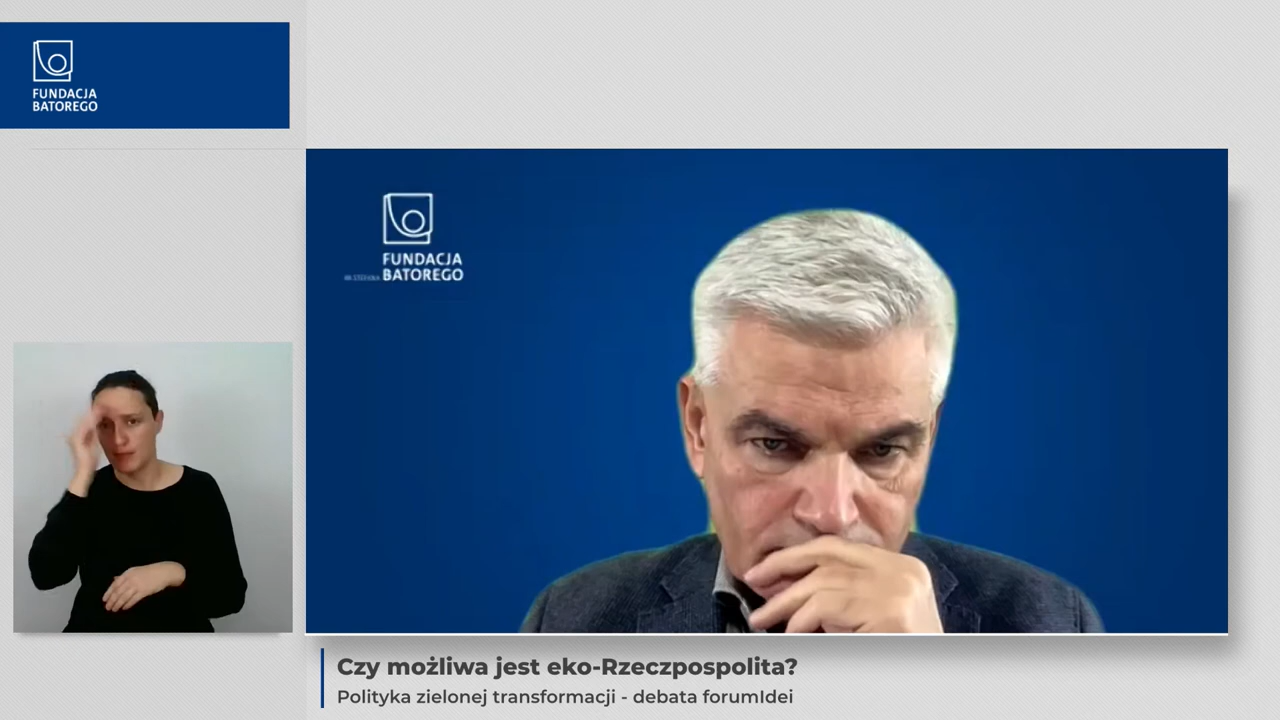 FUNDACJA
BATOREGO
FUNDACJA
BATOREGO
Czy możliwa jest eko-Rzeczpospolita?
Polityka zielonej transformacji - debata forumIdei